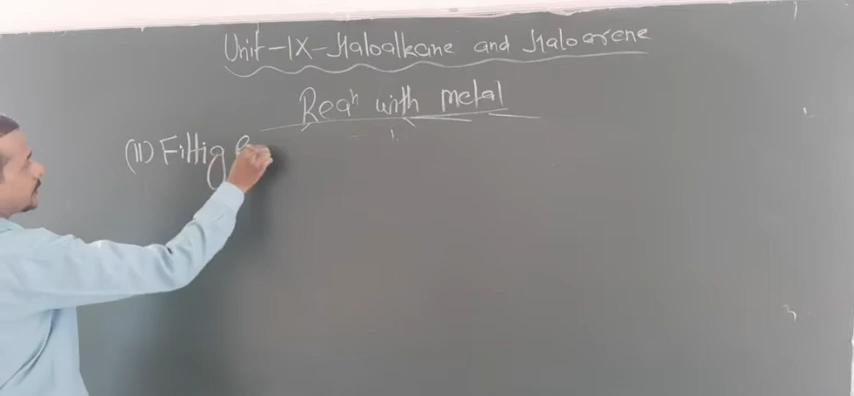 Unit-IX-Haloalkane and Haloarene
Reaⁿ with metal
(II) Fittig